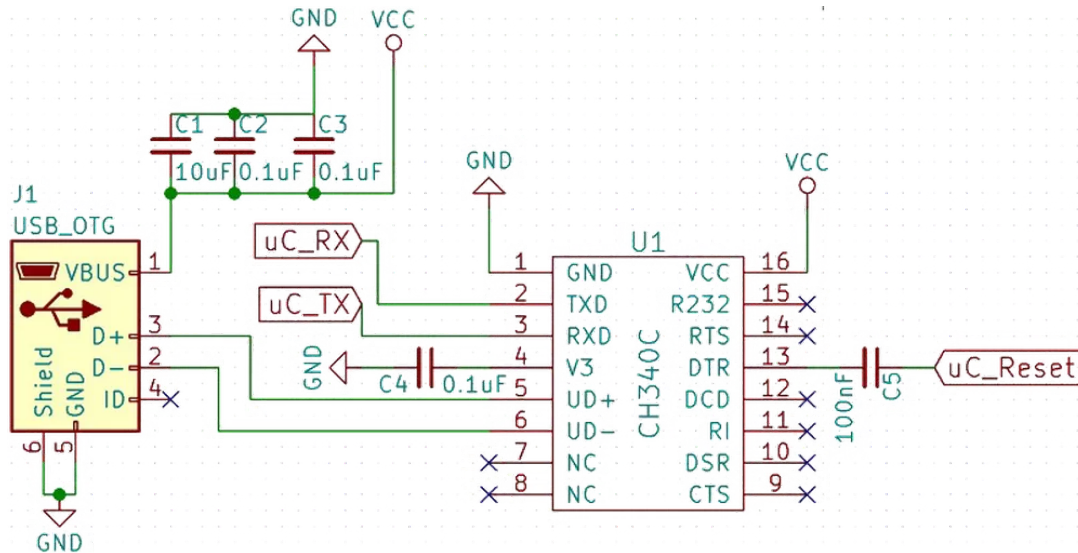 GND
VCC
C1
C2
C3
10uF
0.1uF
0.1uF
J1
USB_OTG
VBUS
1
D+
3
D-
2
ID
4
Shield
GND
6
5
GND
uC_RX
uC_TX
GND
C4
0.1uF
GND
VCC
U1
CH340C
1
GND
VCC
16
2
TXD
R232
15
3
RXD
RTS
14
4
V3
DTR
13
5
UD+
DCD
12
6
UD-
RI
11
7
NC
DSR
10
8
NC
CTS
9
100nF
C5
uC_Reset